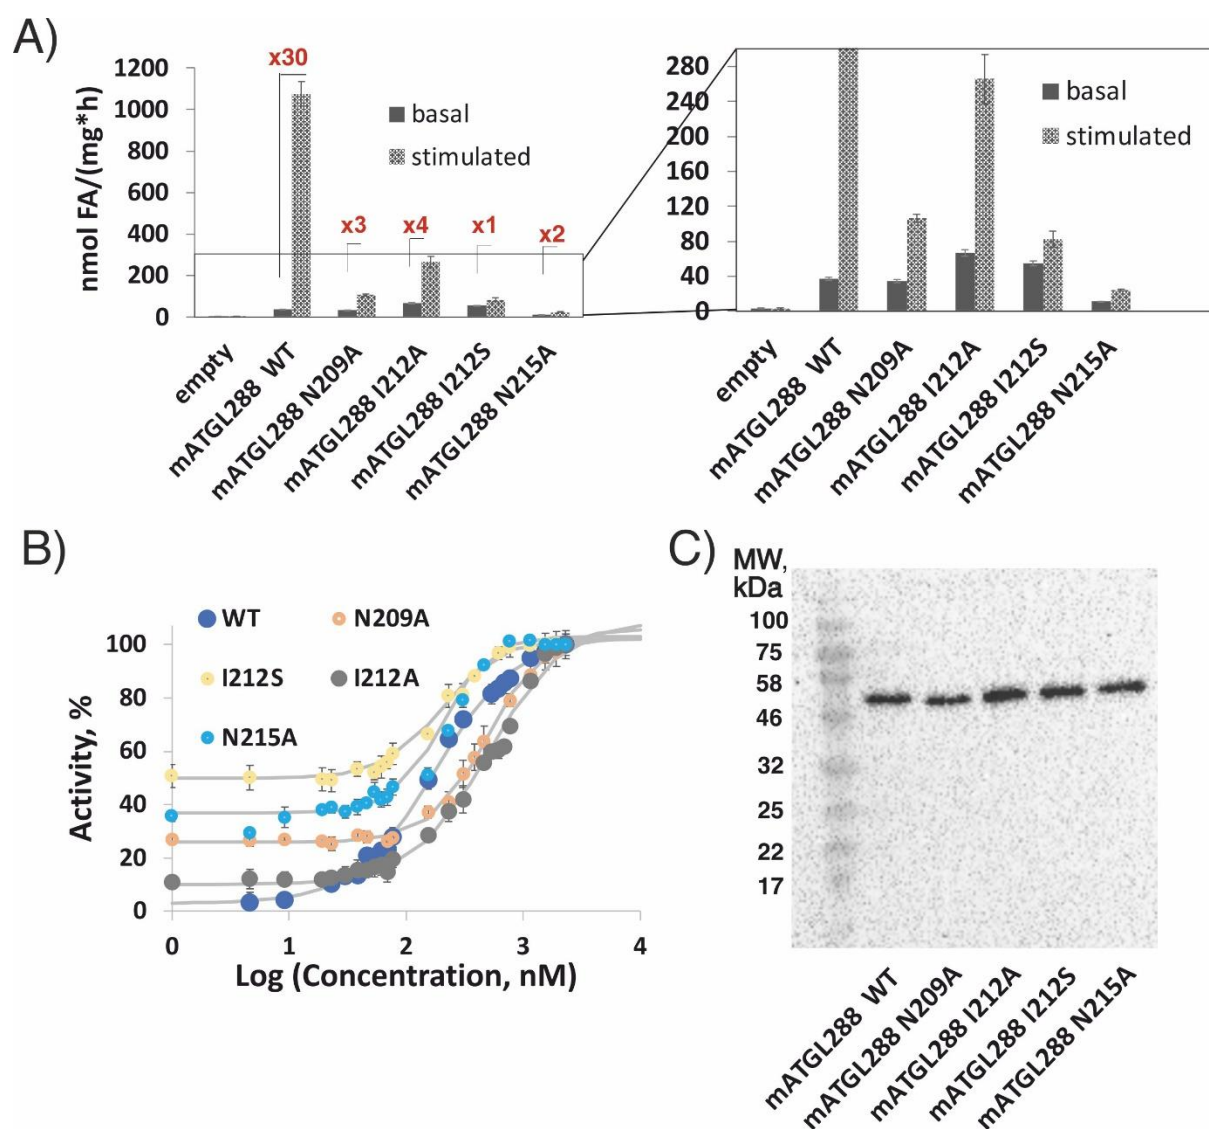 A)
nmol FA/(mg*h)
1200
1000
800
600
400
200
0
x30
x3
x4
x1
x2
basal
stimulated
empty
mATGL288 WT
mATGL288 N209A
mATGL288 I212A
mATGL288 I212S
mATGL288 N215A
280
240
200
160
120
80
40
0
basal
stimulated
empty
mATGL288 WT
mATGL288 N209A
mATGL288 I212A
mATGL288 I212S
mATGL288 N215A
B)
Activity, %
100
80
60
40
20
0
WT
N209A
I212S
I212A
N215A
0 1 2 3 4
Log (Concentration, nM)
C)
MW,
kDa
100
75
58
46
32
25
22
17
mATGL288 WT
mATGL288 N209A
mATGL288 I212A
mATGL288 I212S
mATGL288 N215A